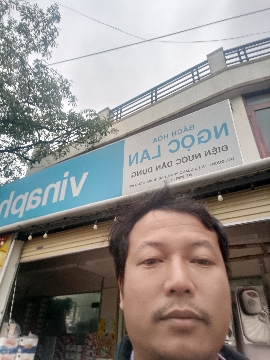 BÁCH HÓA
NGỌC LAN
ĐIỆN NƯỚC DÂN DỤNG
vinaph